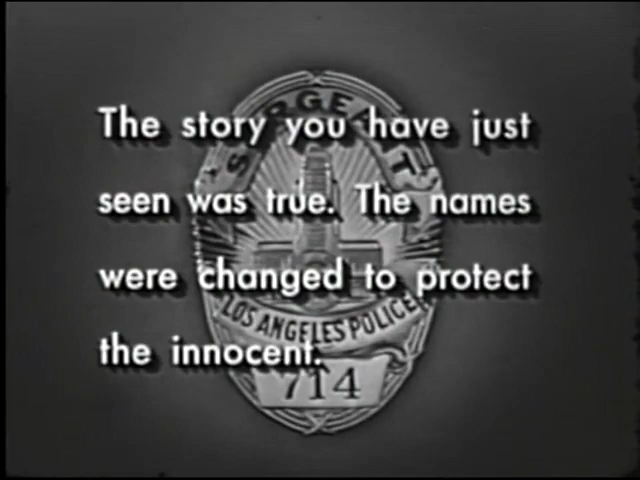 The story you have just
seen was true. The names
were changed to protect
the innocent.
SERGEANT
LOS ANGELES POLICE
714